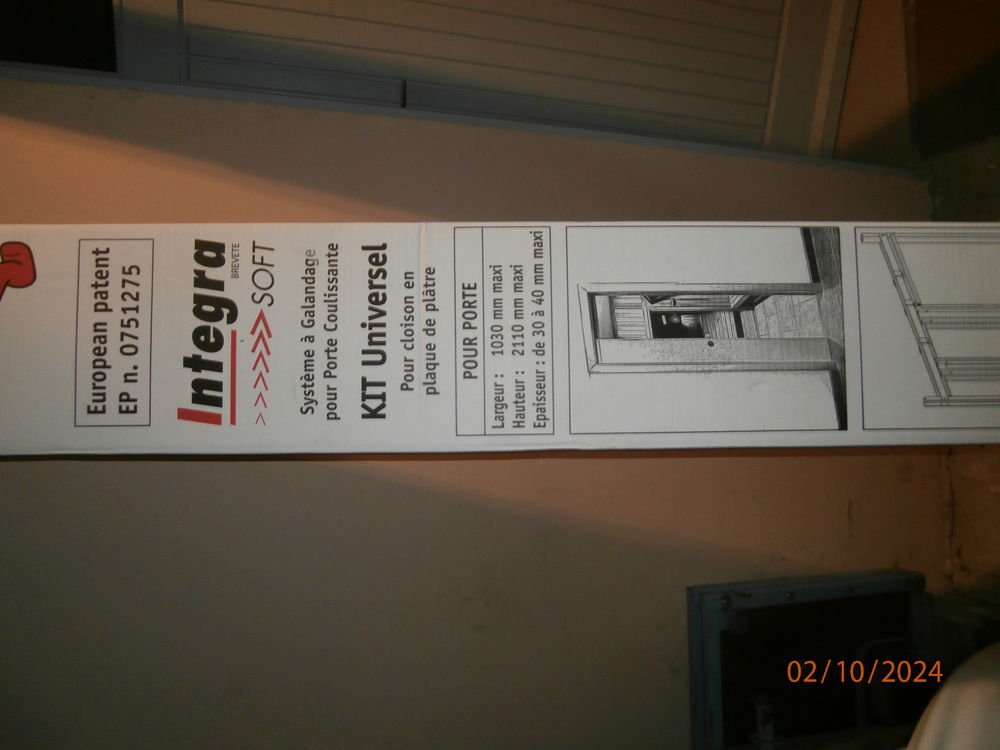 European patent
EP n. 0751275
Integra
BREVETE
>>>>>>SOFT
Système à Galandage
pour Porte Coulissante
KIT Universel
Pour cloison en
plaque de plâtre
POUR PORTE
Largeur : 1030 mm maxi
Hauteur : 2110 mm maxi
Epaisseur : de 30 à 40 mm maxi
02/10/2024